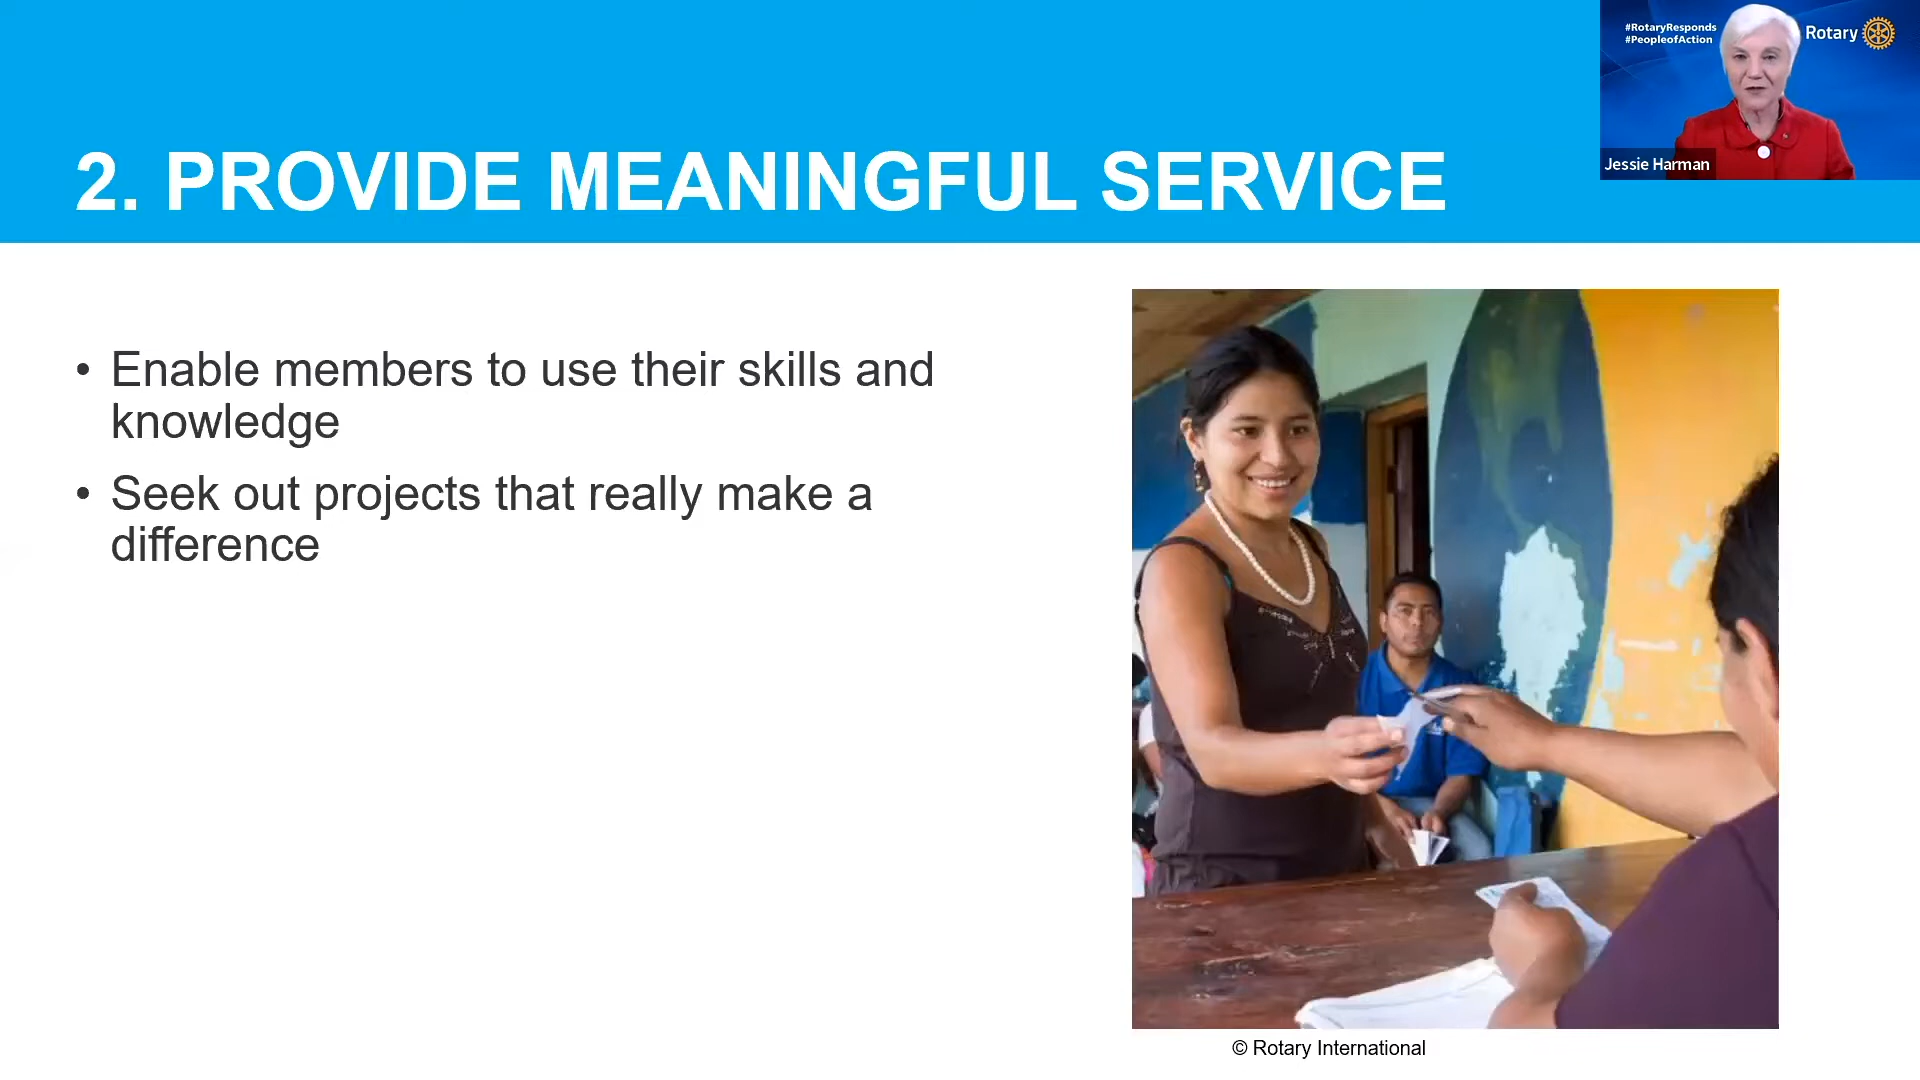 #RotaryResponds
#PeopleofAction
Rotary
Jessie Harman
2. PROVIDE MEANINGFUL SERVICE
• Enable members to use their skills and
knowledge
• Seek out projects that really make a
difference
© Rotary International